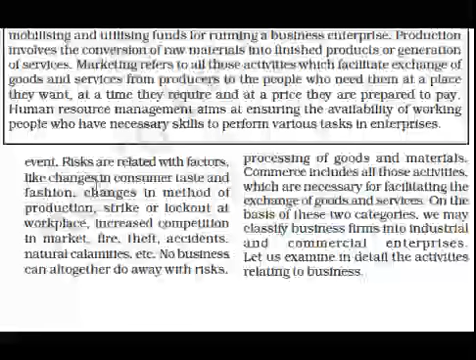 mobilising and utilising funds for running a business enterprise. Production
involves the conversion of raw materials into finished products or generation
of services. Marketing refers to all those activities which facilitate exchange of
goods and services from producers to the people who need them at a place
they want, at a time they require and at a price they are prepared to pay.
Human resource management aims at ensuring the availability of working
people who have necessary skills to perform various tasks in enterprises.
event. Risks are related with factors,
like changes in consumer taste and
fashion, changes in method of
production, strike or lockout at
workplace, increased competition
in market, fire, theft, accidents,
natural calamities, etc. No business
can altogether do away with risks.
processing of goods and materials.
Commerce includes all those activities,
which are necessary for facilitating the
exchange of goods and services. On the
basis of these two categories, we may
classify business firms into industrial
and commercial enterprises.
Let us examine in detail the activities
relating to business.